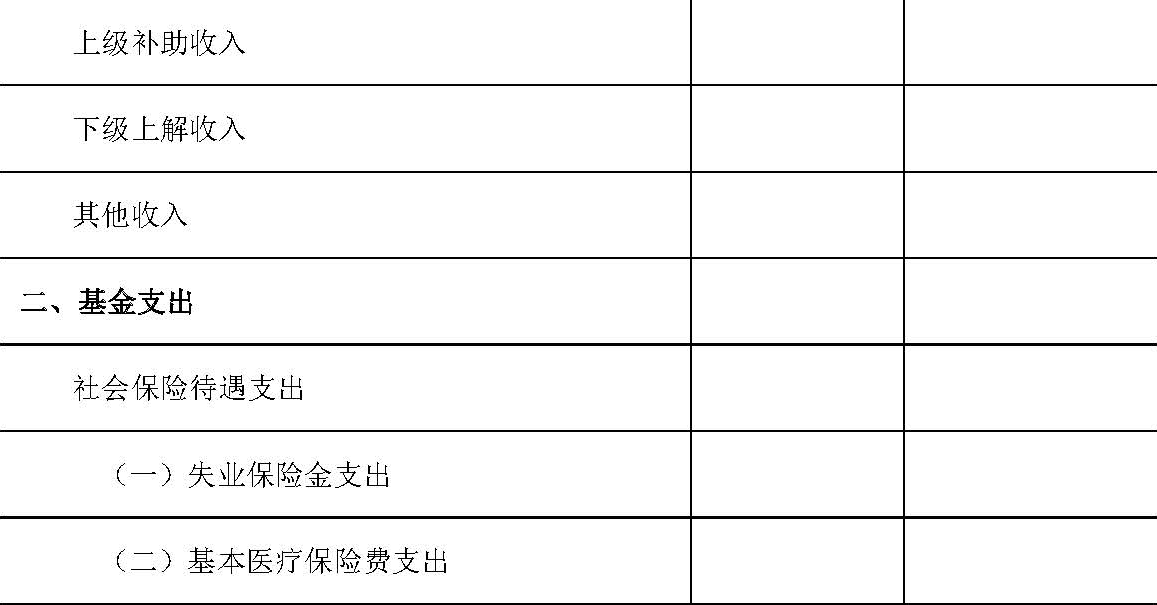 上级补助收入
下级上解收入
其他收入
二、基金支出
社会保险待遇支出
（一）失业保险金支出
（二）基本医疗保险费支出